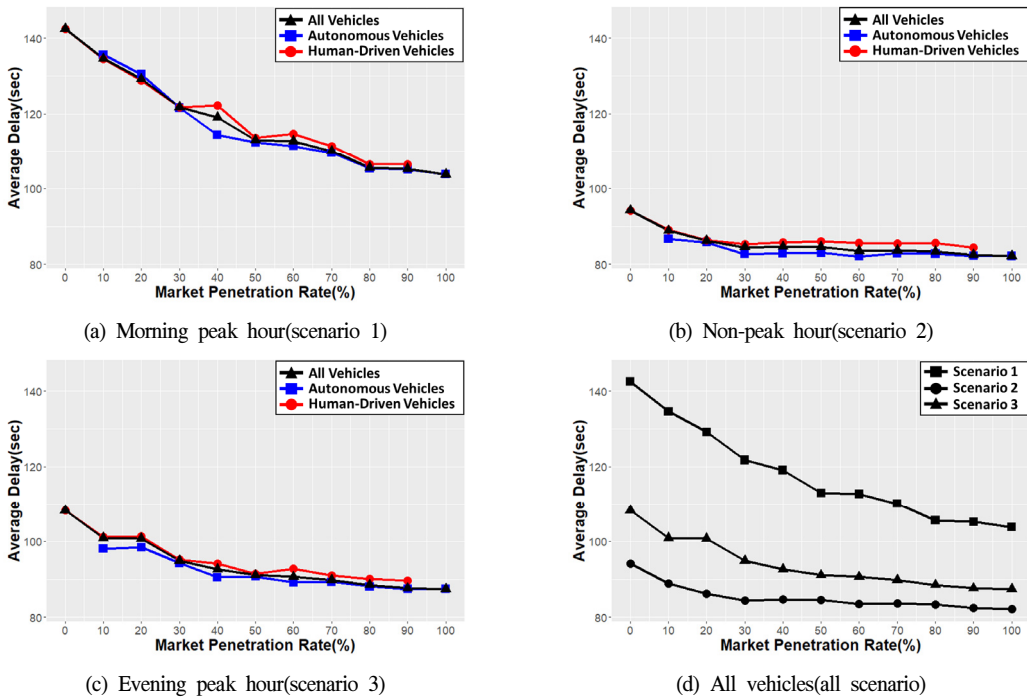 All Vehicles
Autonomous Vehicles
Human-Driven Vehicles
Average Delay(sec)
140
120
100
80
0 10 20 30 40 50 60 70 80 90 100
Market Penetration Rate(%)
(a) Morning peak hour(scenario 1)
All Vehicles
Autonomous Vehicles
Human-Driven Vehicles
Average Delay(sec)
140
120
100
80
0 10 20 30 40 50 60 70 80 90 100
Market Penetration Rate(%)
(b) Non-peak hour(scenario 2)
All Vehicles
Autonomous Vehicles
Human-Driven Vehicles
Average Delay(sec)
140
120
100
80
0 10 20 30 40 50 60 70 80 90 100
Market Penetration Rate(%)
(c) Evening peak hour(scenario 3)
Scenario 1
Scenario 2
Scenario 3
Average Delay(sec)
140
120
100
80
0 10 20 30 40 50 60 70 80 90 100
Market Penetration Rate(%)
(d) All vehicles(all scenario)